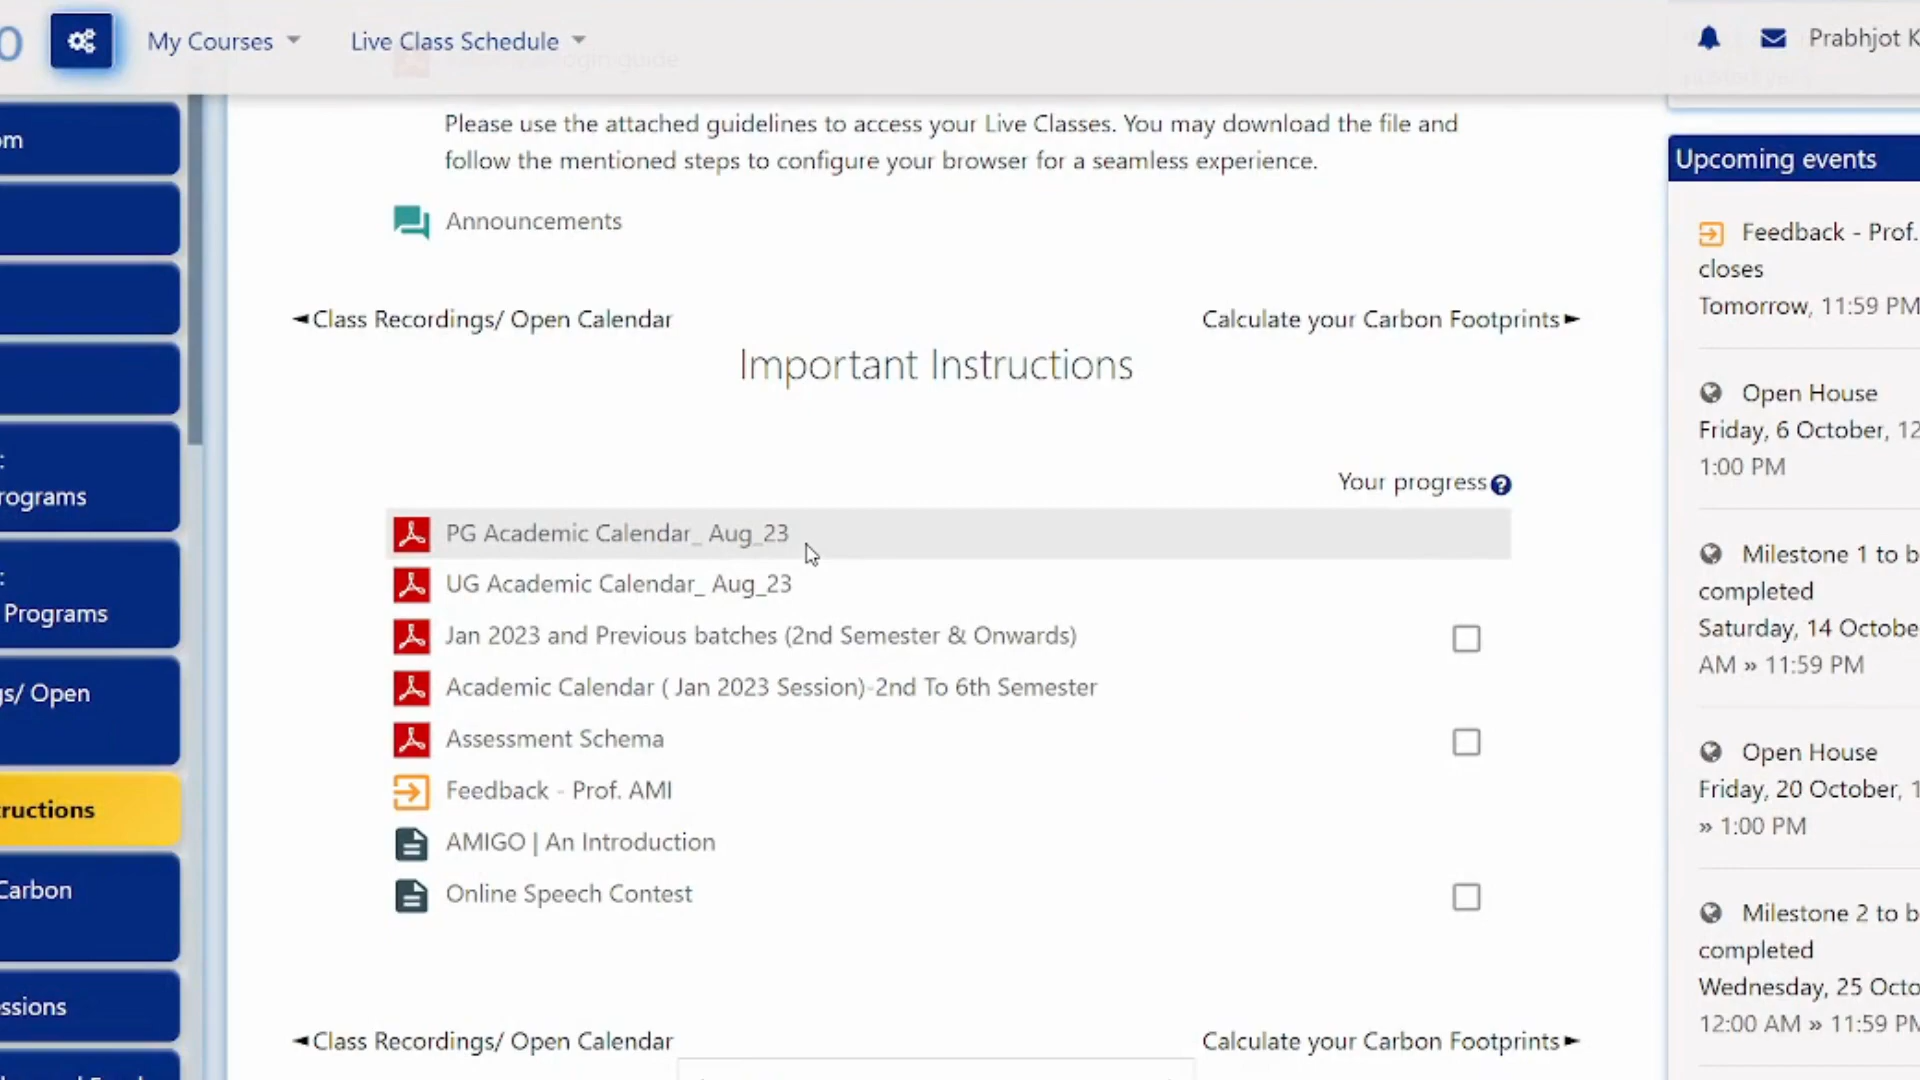 My Courses
Live Class Schedule
Prabhjot K
login guide
om
Please use the attached guidelines to access your Live Classes. You may download the file and
follow the mentioned steps to configure your browser for a seamless experience.
Announcements
◄Class Recordings/ Open Calendar
Calculate your Carbon Footprints►
Important Instructions
Your progress
PG Academic Calendar_ Aug_23
UG Academic Calendar_ Aug_23
Jan 2023 and Previous batches (2nd Semester & Onwards)
Academic Calendar ( Jan 2023 Session)-2nd To 6th Semester
Assessment Schema
Feedback - Prof. AMI
AMIGO | An Introduction
Online Speech Contest
◄Class Recordings/ Open Calendar
Calculate your Carbon Footprints►
:
rograms
:
Programs
gs/ Open
tructions
Carbon
essions
Upcoming events
Feedback - Prof.
closes
Tomorrow, 11:59 PM
Open House
Friday, 6 October, 12
1:00 PM
Milestone 1 to b
completed
Saturday, 14 Octobe
AM » 11:59 PM
Open House
Friday, 20 October, 1
» 1:00 PM
Milestone 2 to b
completed
Wednesday, 25 Octo
12:00 AM » 11:59 PM